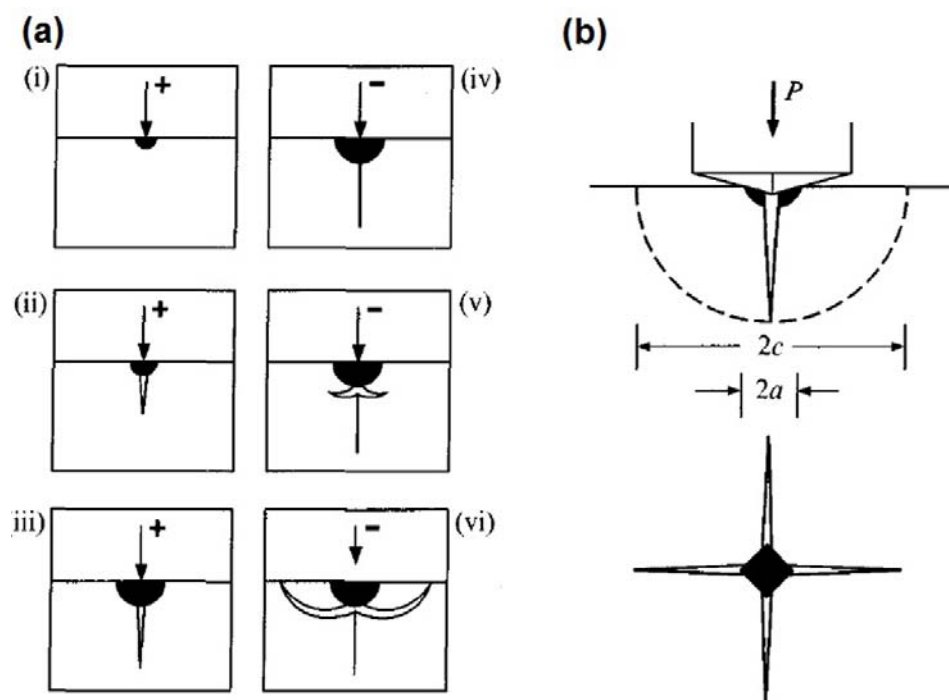 (a)
(i) + - (iv)
(ii) + - (v)
iii) + - (vi)
(b)
P
2c
2a